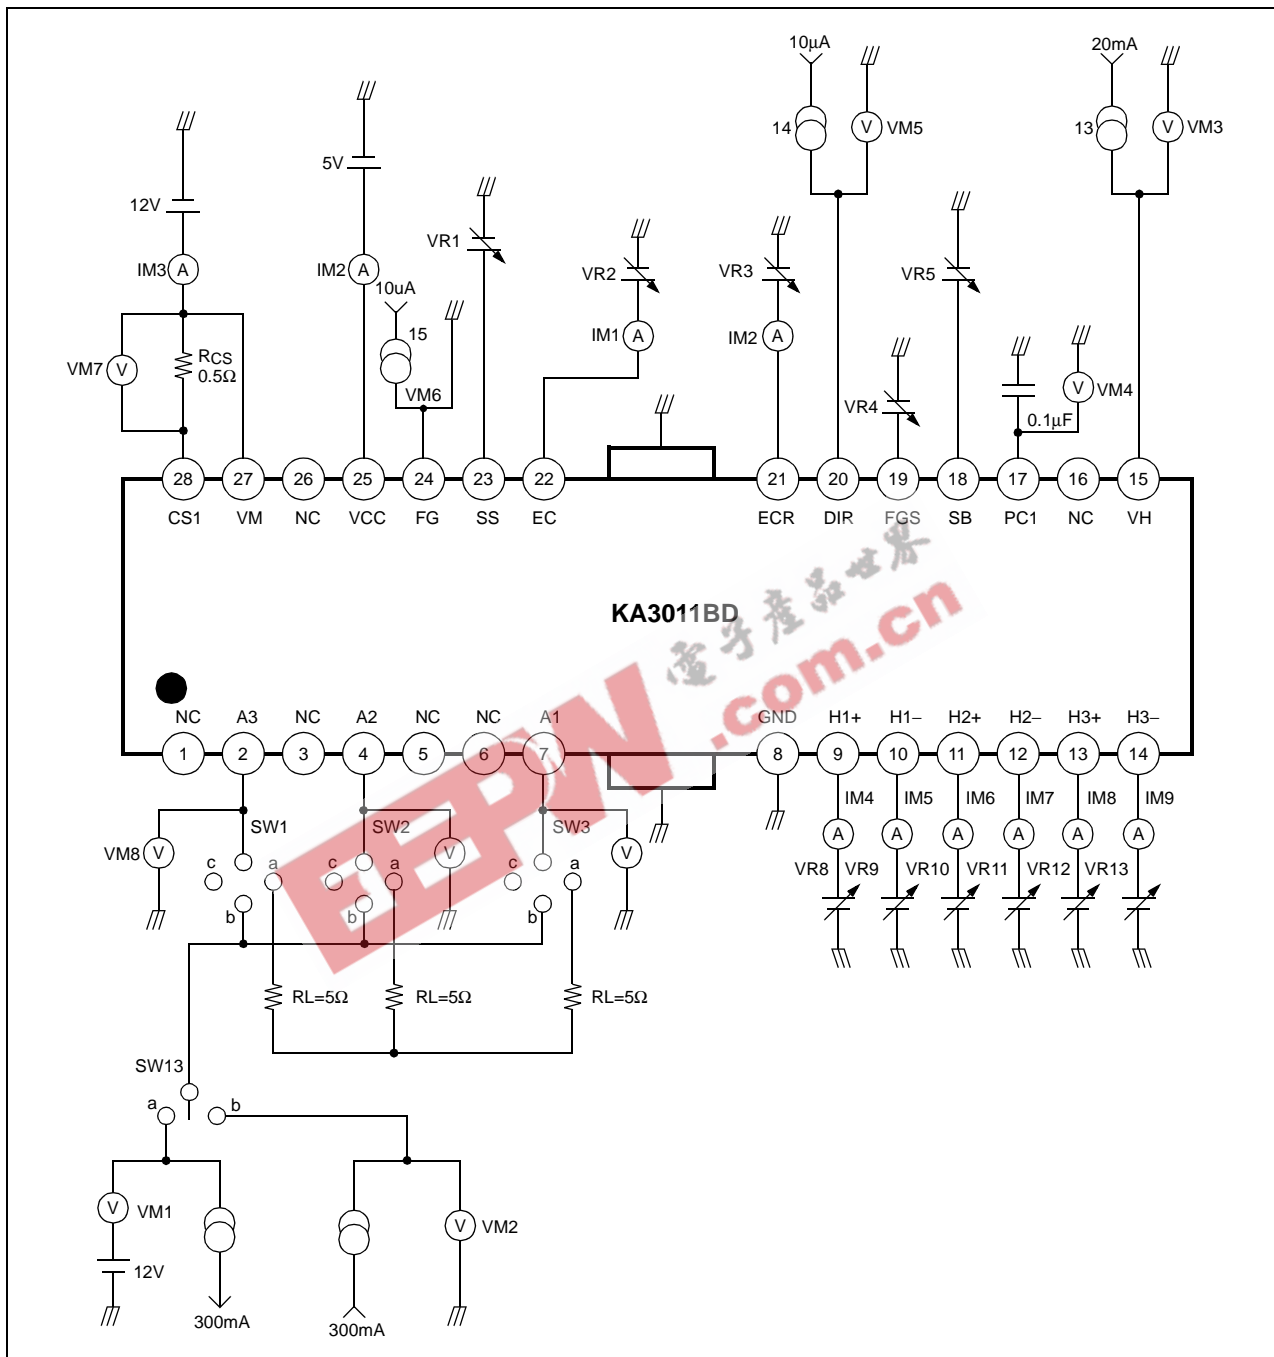 10µA
20mA
14
V
VM5
13
V
VM3
5V
12V
VR1
VR2
VR3
VR5
IM3
A
IM2
A
10uA
15
IM1
A
IM2
A
VM7
V
RCS
0.5Ω
VM6
VR4
V
VM4
0.1µF
28
27
26
25
24
23
22
21
20
19
18
17
16
15
CS1
VM
NC
VCC
FG
SS
EC
ECR
DIR
FGS
SB
PC1
NC
VH
KA3011BD
電子產品世界
EEPW
.com.cn
NC
A3
NC
A2
NC
NC
A1
GND
H1+
H1–
H2+
H2–
H3+
H3–
1
2
3
4
5
6
7
8
9
10
11
12
13
14
IM4
IM5
IM6
IM7
IM8
IM9
SW1
SW2
SW3
VM8
V
V
V
A
A
A
A
A
A
c
a
c
a
c
a
VR8
VR9
VR10
VR11
VR12
VR13
b
b
b
RL=5Ω
RL=5Ω
RL=5Ω
SW13
a
b
V
VM1
V
VM2
12V
300mA
300mA